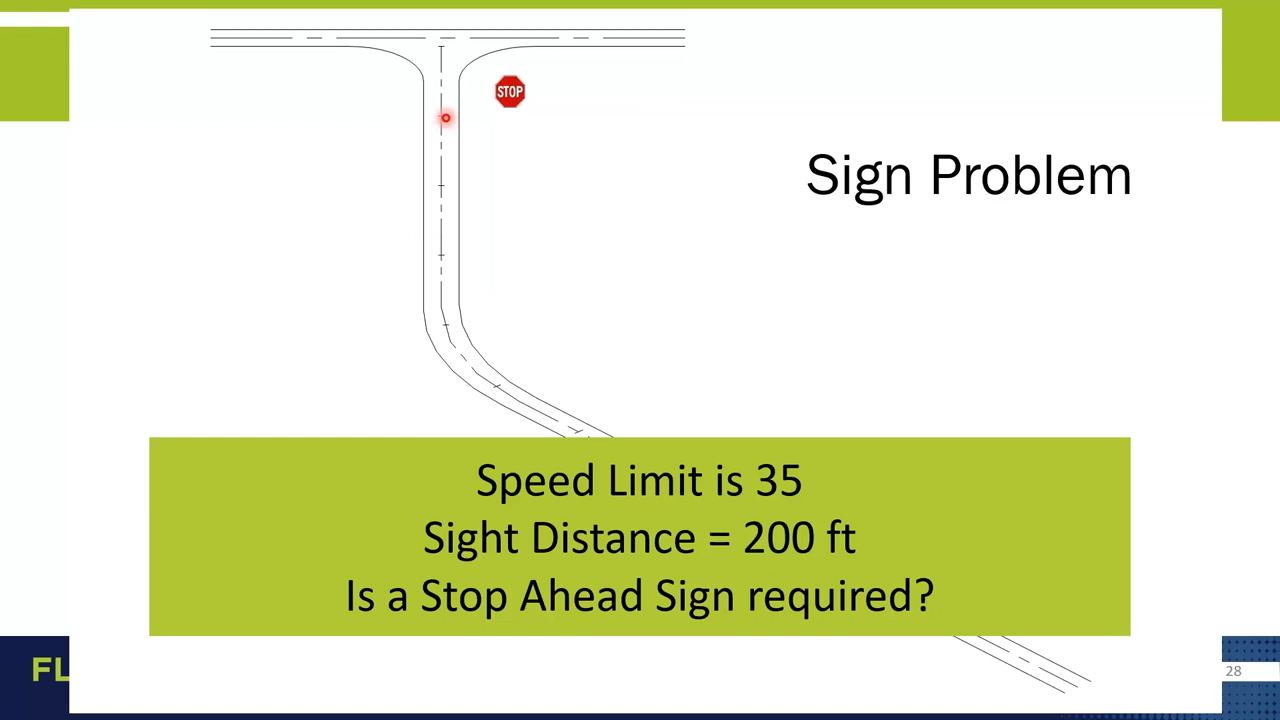 STOP
Sign Problem
Speed Limit is 35
Sight Distance = 200 ft
Is a Stop Ahead Sign required?
FL
28